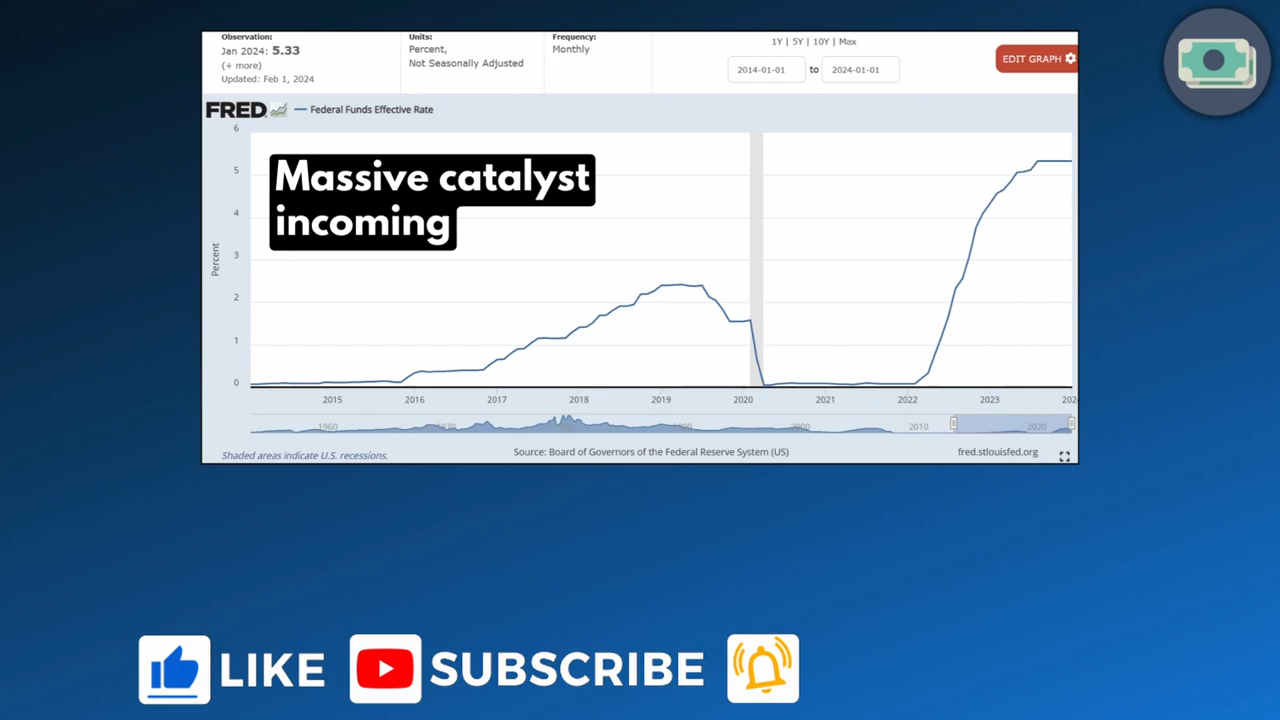 Observation:
Jan 2024: 5.33
(+ more)
Updated: Feb 1, 2024
Units:
Percent,
Not Seasonally Adjusted
Frequency:
Monthly
1Y | 5Y | 10Y | Max
2014-01-01 to 2024-01-01
EDIT GRAPH
FRED
Federal Funds Effective Rate
Massive catalyst
incoming
Percent
6
5
4
3
2
1
0
2015 2016 2017 2018 2019 2020 2021 2022 2023 202
1960 1970 1990 2000 2010 2020
Shaded areas indicate U.S. recessions.
Source: Board of Governors of the Federal Reserve System (US)
fred.stlouisfed.org
LIKE SUBSCRIBE